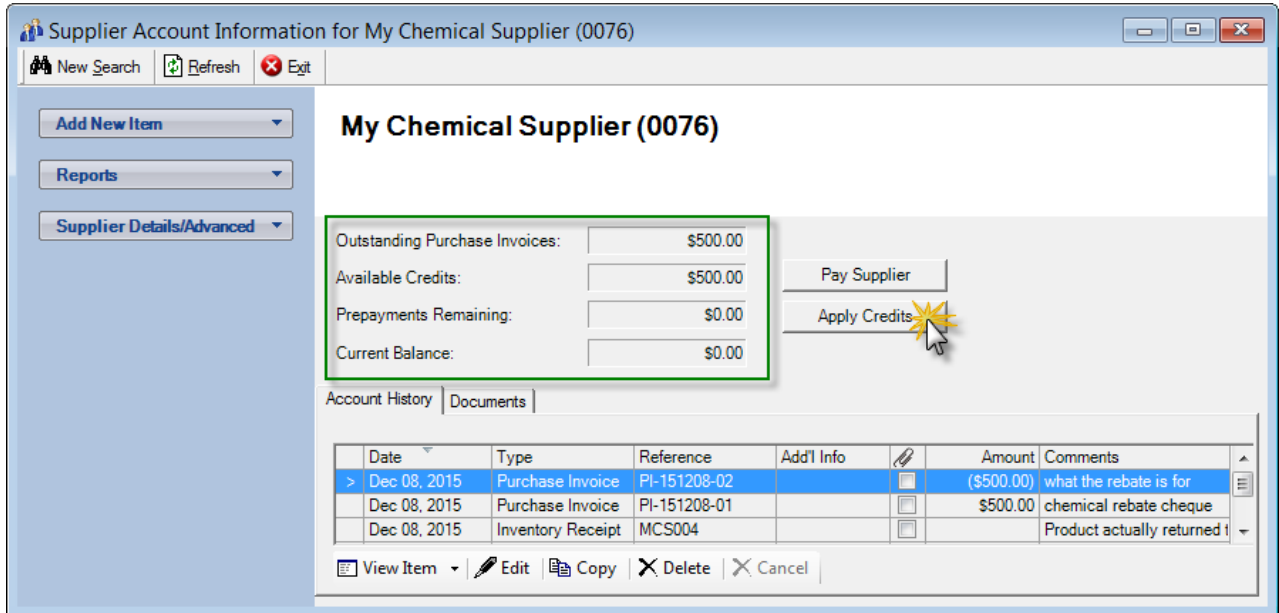 Supplier Account Information for My Chemical Supplier (0076)
New Search Refresh Exit
Add New Item
Reports
Supplier Details/Advanced
My Chemical Supplier (0076)
Outstanding Purchase Invoices: $500.00
Available Credits: $500.00
Pay Supplier
Prepayments Remaining: $0.00
Apply Credits
Current Balance: $0.00
Account History Documents
Date Type Reference Add'l Info Amount Comments
> Dec 08, 2015 Purchase Invoice PI-151208-02 ($500.00) what the rebate is for
Dec 08, 2015 Purchase Invoice PI-151208-01 $500.00 chemical rebate cheque
Dec 08, 2015 Inventory Receipt MCS004 Product actually returned
View Item Edit Copy Delete Cancel